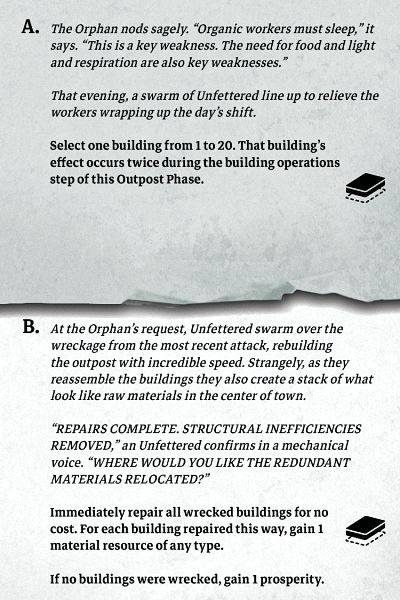 A. The Orphan nods sagely. “Organic workers must sleep,” it
says. “This is a key weakness. The need for food and light
and respiration are also key weaknesses.”
That evening, a swarm of Unfettered line up to relieve the
workers wrapping up the day’s shift.
Select one building from 1 to 20. That building’s
effect occurs twice during the building operations
step of this Outpost Phase.
B. At the Orphan’s request, Unfettered swarm over the
wreckage from the most recent attack, rebuilding
the outpost with incredible speed. Strangely, as they
reassemble the buildings they also create a stack of what
look like raw materials in the center of town.
“REPAIRS COMPLETE. STRUCTURAL INEFFICIENCIES
REMOVED,” an Unfettered confirms in a mechanical
voice. “WHERE WOULD YOU LIKE THE REDUNDANT
MATERIALS RELOCATED?”
Immediately repair all wrecked buildings for no
cost. For each building repaired this way, gain 1
material resource of any type.
If no buildings were wrecked, gain 1 prosperity.